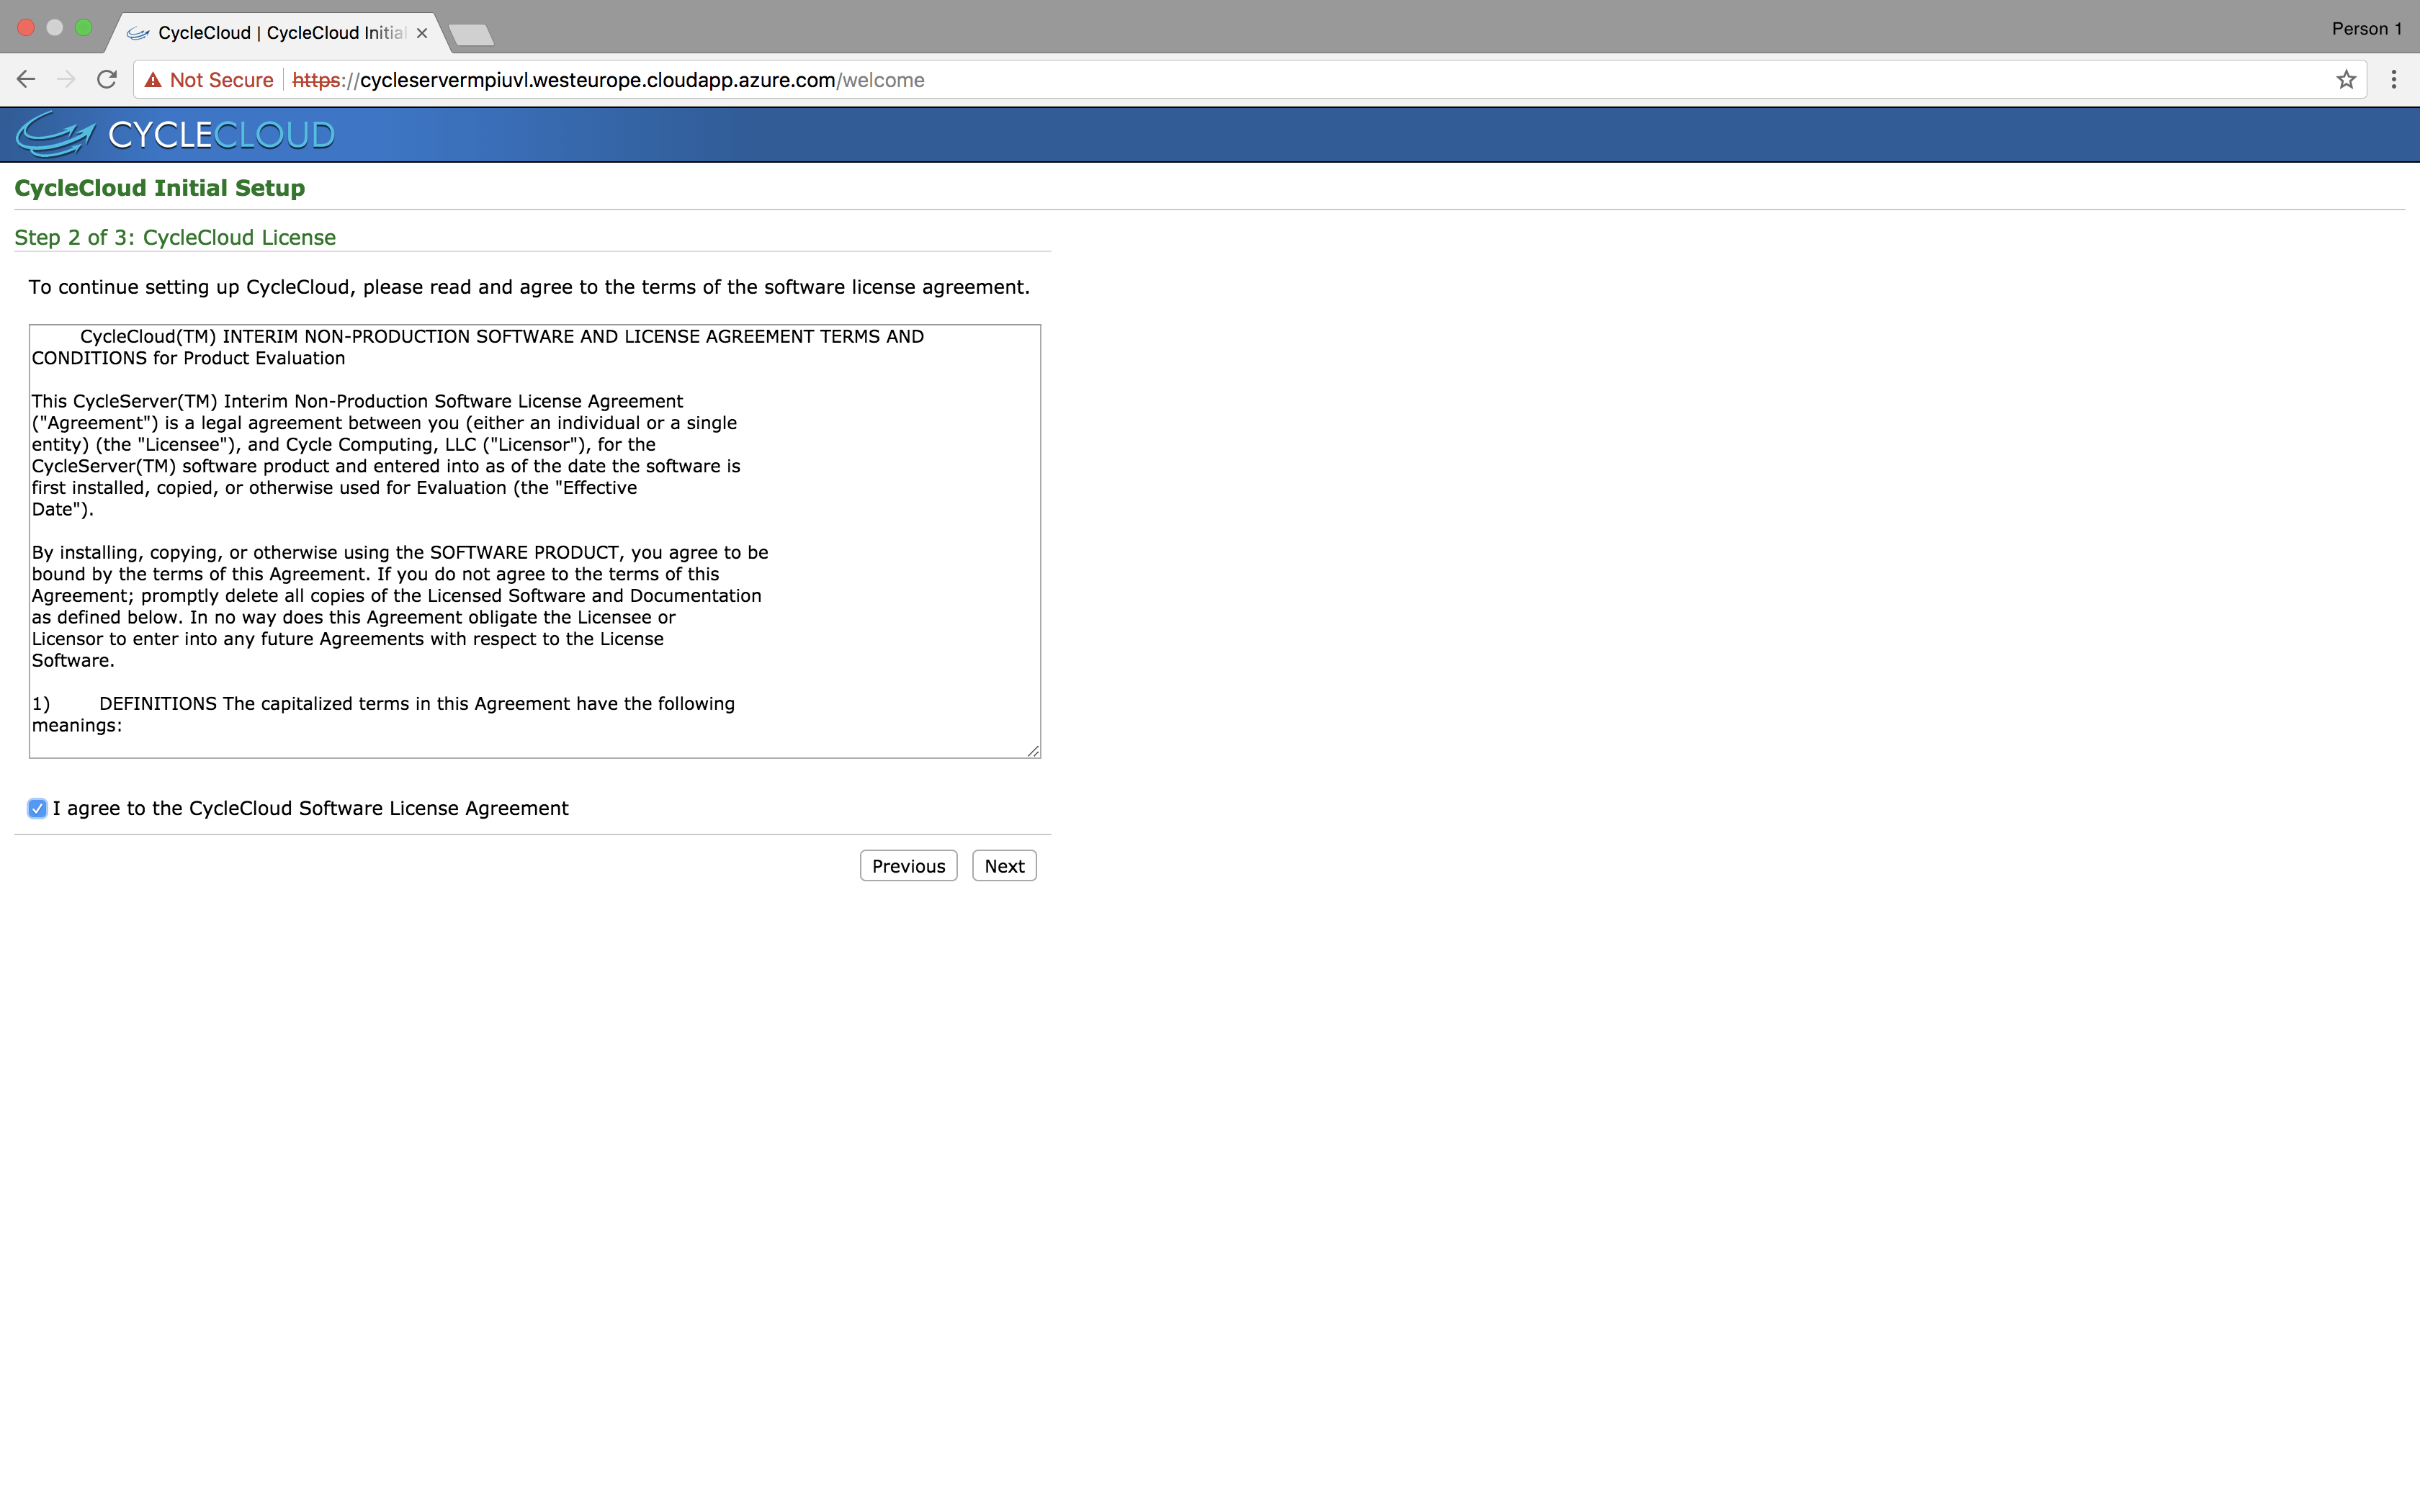 CycleCloud | CycleCloud Initial
Person 1
Not Secure https://cycleservermpiuvl.westeurope.cloudapp.azure.com/welcome
CYCLECLOUD
CycleCloud Initial Setup
Step 2 of 3: CycleCloud License
To continue setting up CycleCloud, please read and agree to the terms of the software license agreement.
CycleCloud(TM) INTERIM NON-PRODUCTION SOFTWARE AND LICENSE AGREEMENT TERMS AND
CONDITIONS for Product Evaluation
This CycleServer(TM) Interim Non-Production Software License Agreement
("Agreement") is a legal agreement between you (either an individual or a single
entity) (the "Licensee"), and Cycle Computing, LLC ("Licensor"), for the
CycleServer(TM) software product and entered into as of the date the software is
first installed, copied, or otherwise used for Evaluation (the "Effective
Date").
By installing, copying, or otherwise using the SOFTWARE PRODUCT, you agree to be
bound by the terms of this Agreement. If you do not agree to the terms of this
Agreement; promptly delete all copies of the Licensed Software and Documentation
as defined below. In no way does this Agreement obligate the Licensee or
Licensor to enter into any future Agreements with respect to the License
Software.
1) DEFINITIONS The capitalized terms in this Agreement have the following
meanings:
I agree to the CycleCloud Software License Agreement
Previous Next